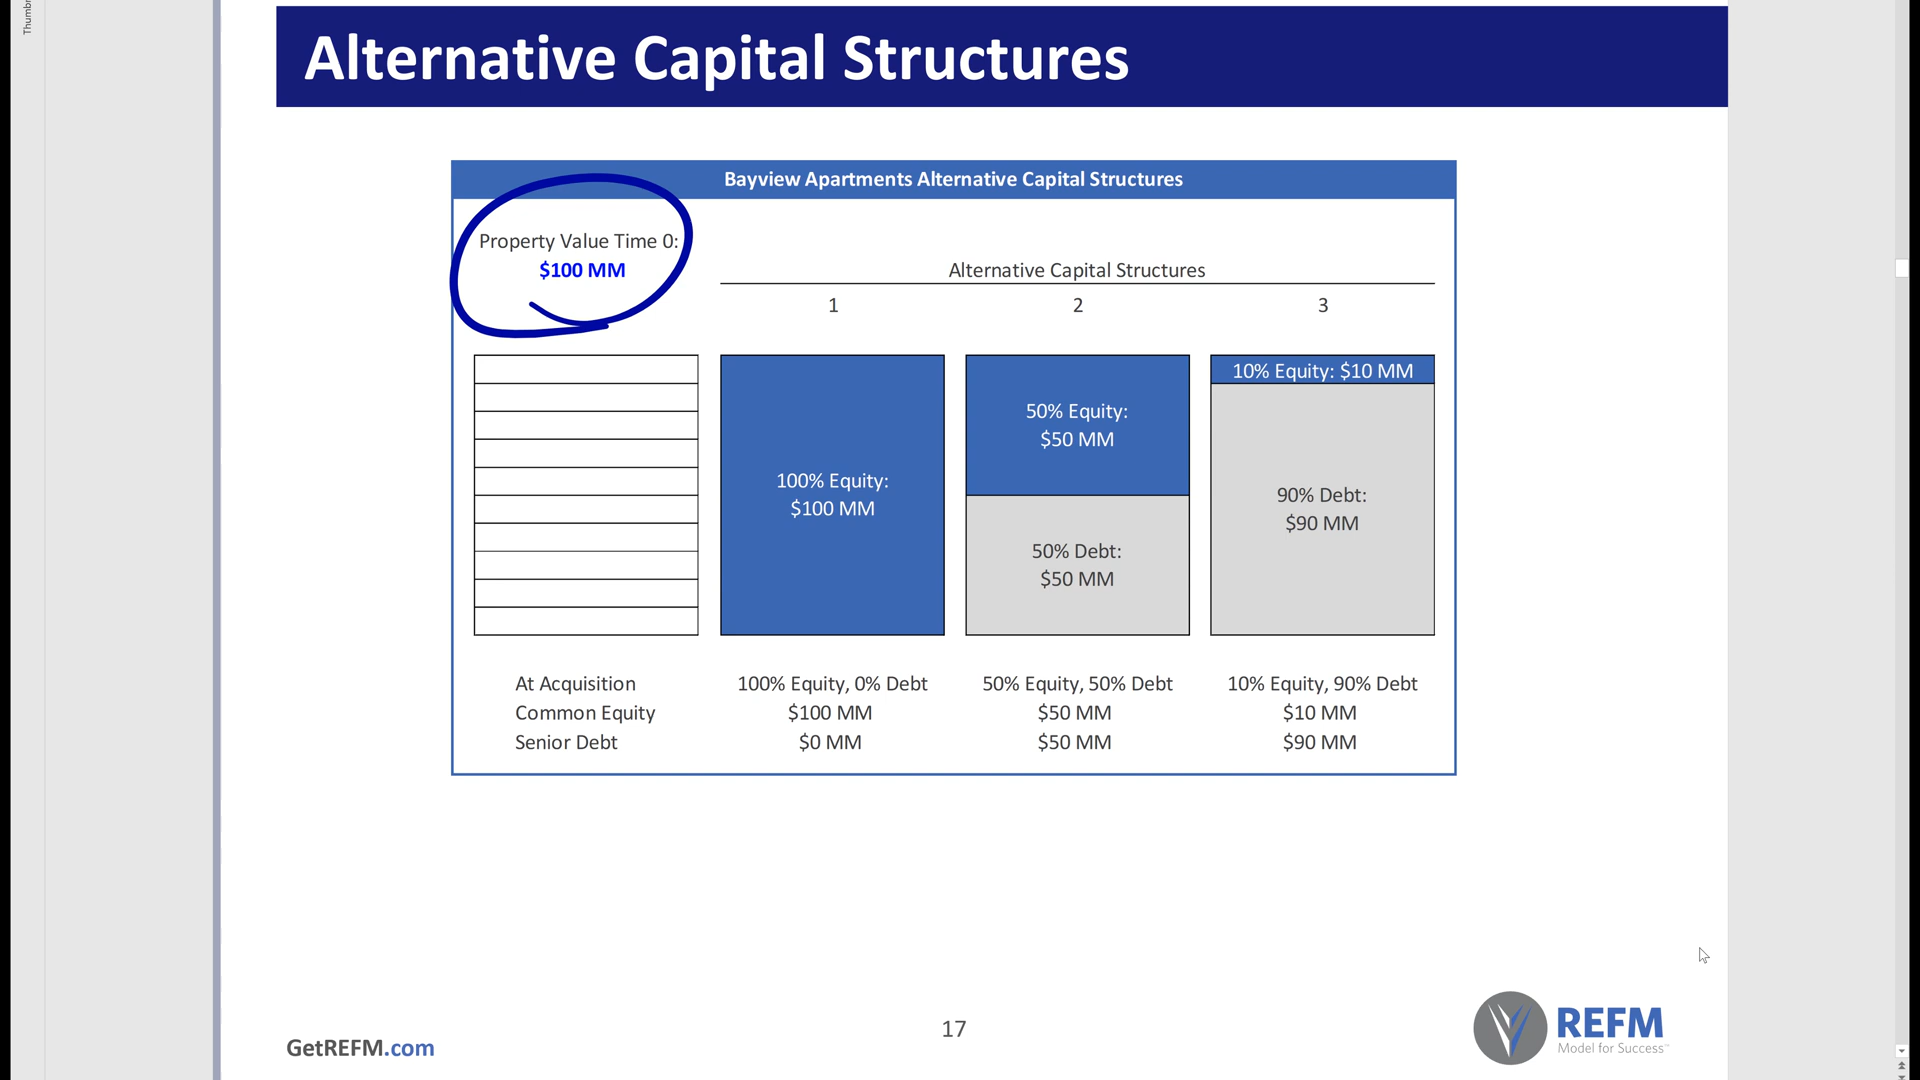 Thumbn
Alternative Capital Structures
Bayview Apartments Alternative Capital Structures
Property Value Time 0:
$100 MM
Alternative Capital Structures
1 2 3
10% Equity: $10 MM
50% Equity:
$50 MM
100% Equity:
$100 MM
90% Debt:
$90 MM
50% Debt:
$50 MM
At Acquisition 100% Equity, 0% Debt 50% Equity, 50% Debt 10% Equity, 90% Debt
Common Equity $100 MM $50 MM $10 MM
Senior Debt $0 MM $50 MM $90 MM
GetREFM.com
17
REFM
Model for Success™